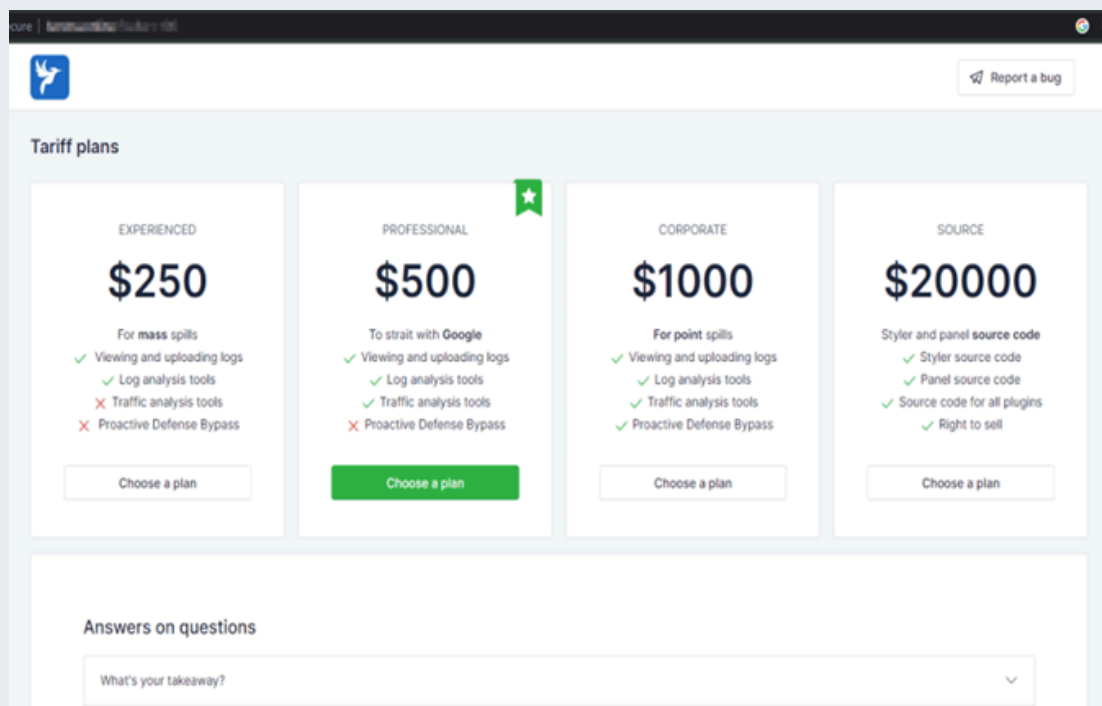 cure
Report a bug
Tariff plans
EXPERIENCED
$250
For mass spills
Viewing and uploading logs
Log analysis tools
Traffic analysis tools
Proactive Defense Bypass
Choose a plan
PROFESSIONAL
$500
To strait with Google
Viewing and uploading logs
Log analysis tools
Traffic analysis tools
Proactive Defense Bypass
Choose a plan
CORPORATE
$1000
For point spills
Viewing and uploading logs
Log analysis tools
Traffic analysis tools
Proactive Defense Bypass
Choose a plan
SOURCE
$20000
Styler and panel source code
Styler source code
Panel source code
Source code for all plugins
Right to sell
Choose a plan
Answers on questions
What's your takeaway?